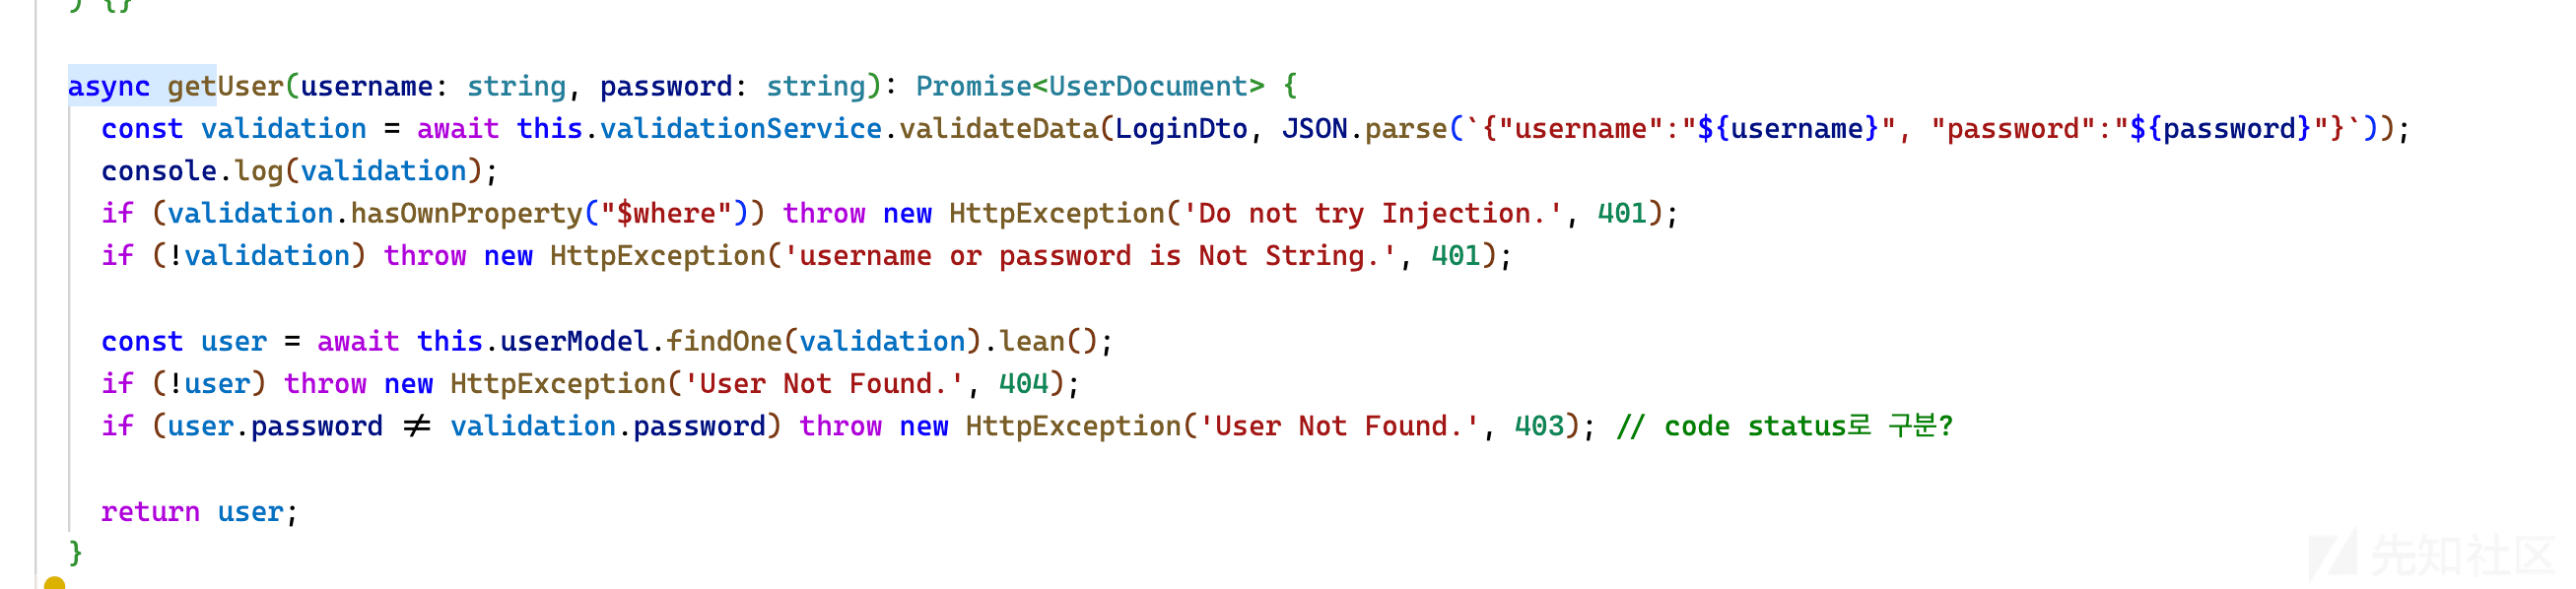 ) {}
async getUser(username: string, password: string): Promise<UserDocument> {
const validation = await this.validationService.validateData(LoginDto, JSON.parse(`{"username":"${username}", "password":"${password}"}`));
console.log(validation);
if (validation.hasOwnProperty("$where")) throw new HttpException('Do not try Injection.', 401);
if (!validation) throw new HttpException('username or password is Not String.', 401);
const user = await this.userModel.findOne(validation).lean();
if (!user) throw new HttpException('User Not Found.', 404);
if (user.password ≠ validation.password) throw new HttpException('User Not Found.', 403); // code status로 구분?
return user;
}
先知社区